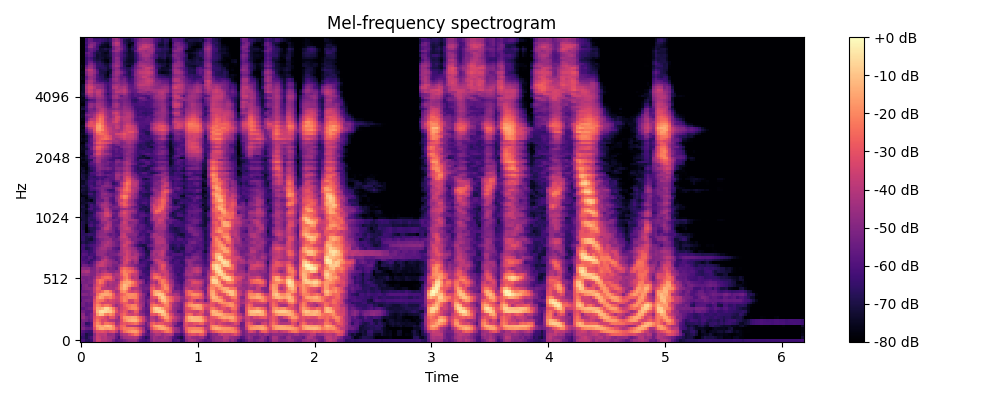 Mel-frequency spectrogram
Hz
4096
2048
1024
512
0
0 1 2 3 4 5 6
Time
+0 dB
-10 dB
-20 dB
-30 dB
-40 dB
-50 dB
-60 dB
-70 dB
-80 dB